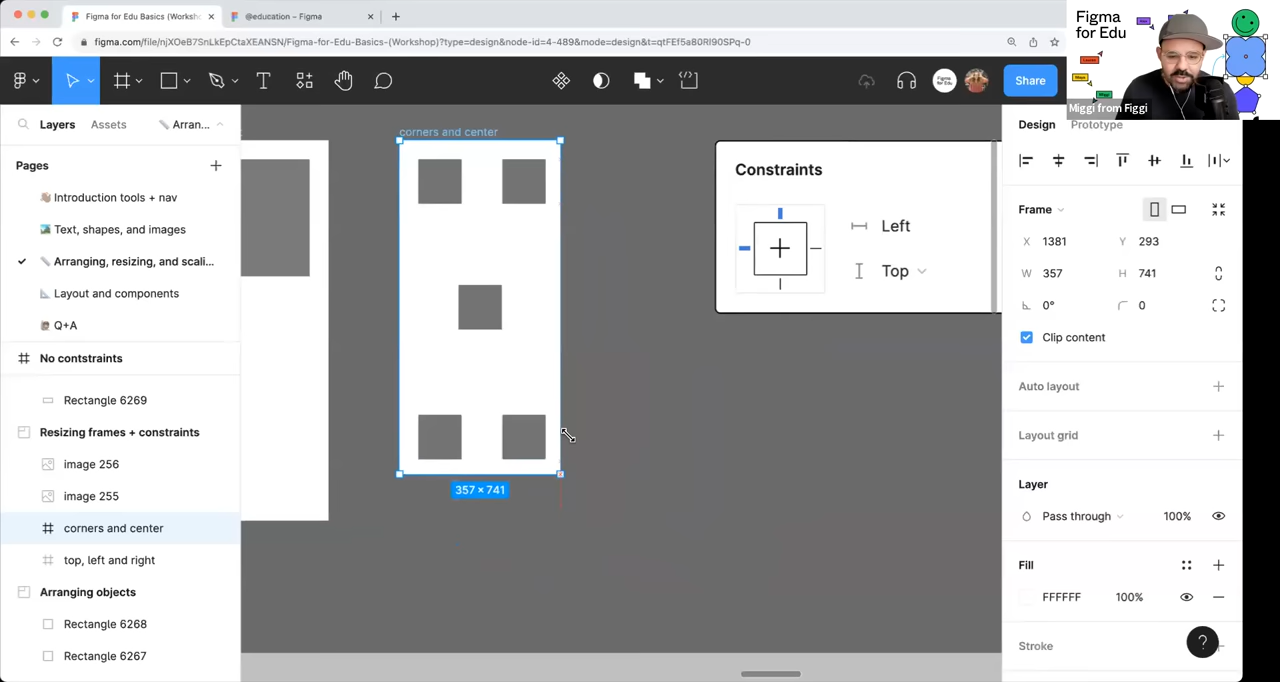 Figma for Edu Basics (Worksho
@education – Figma
figma.com/file/njXOeB7SnLkEpCtaXEANSN/Figma-for-Edu-Basics-(Workshop)?type=design&node-id=4-489&mode=design&t=qtFEf5a80Rl90SPq-0
Figma
for Edu
Miggi from Figgi
Share
Layers
Assets
Arran...
Pages
Introduction tools + nav
Text, shapes, and images
Arranging, resizing, and scali...
Layout and components
Q+A
No contstraints
Rectangle 6269
Resizing frames + constraints
image 256
image 255
corners and center
top, left and right
Arranging objects
Rectangle 6268
Rectangle 6267
corners and center
357 × 741
Constraints
Left
Top
Design
Prototype
Frame
X 1381 Y 293
W 357 H 741
0° 0
Clip content
Auto layout
Layout grid
Layer
Pass through 100%
Fill
FFFFFF 100%
Stroke
?